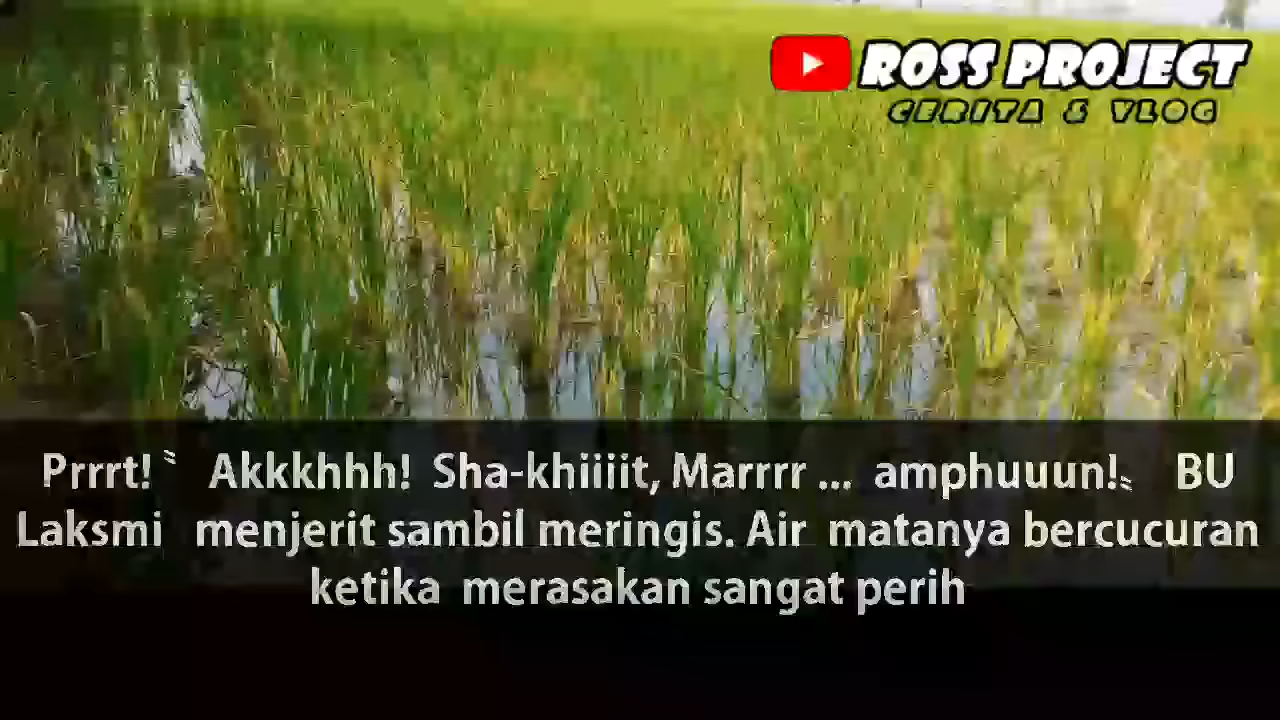 ROSS PROJECT
CERITA & VLOG
Prrrt! " Akkkhhh! Sha-khiiiit, Marrrr ... amphuuun!" BU
Laksmi menjerit sambil meringis. Air matanya bercucuran
ketika merasakan sangat perih